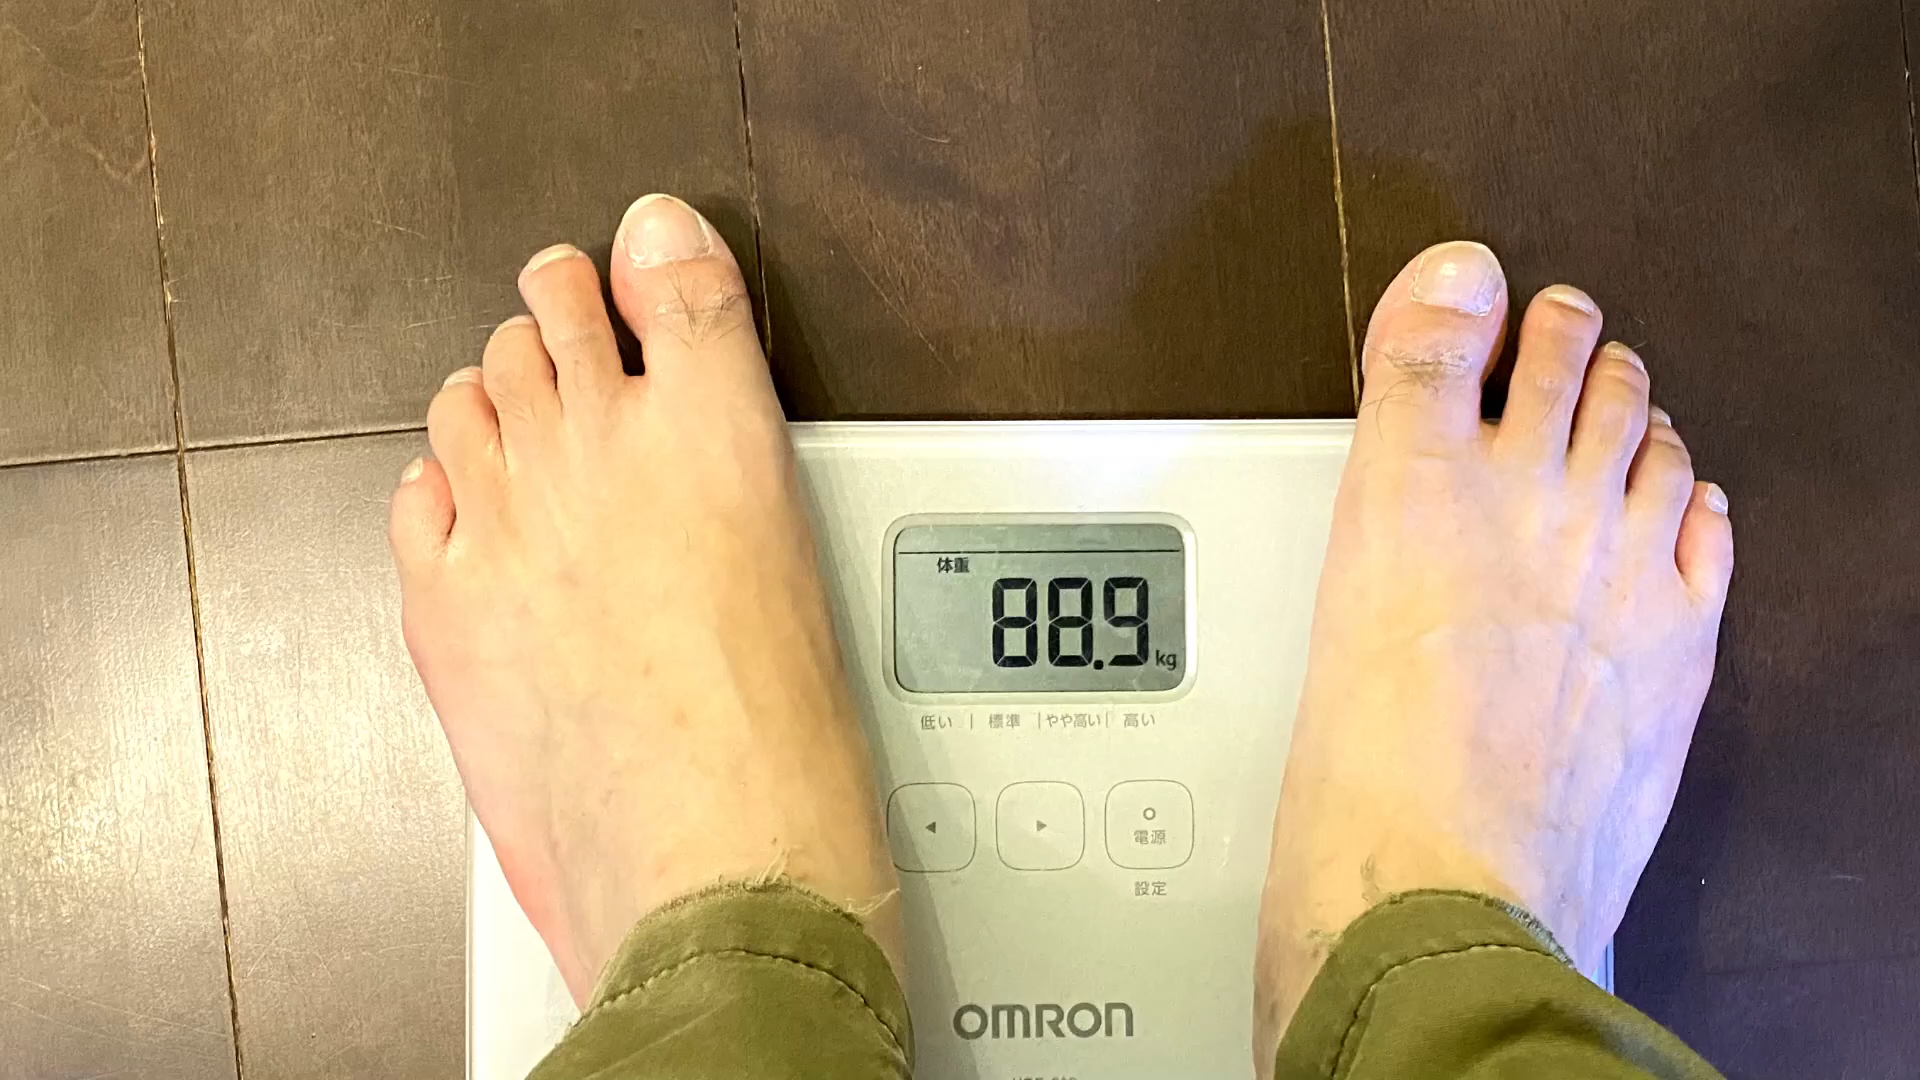 体重
88.9 kg
低い | 標準 | やや高い | 高い
電源
設定
OMRON